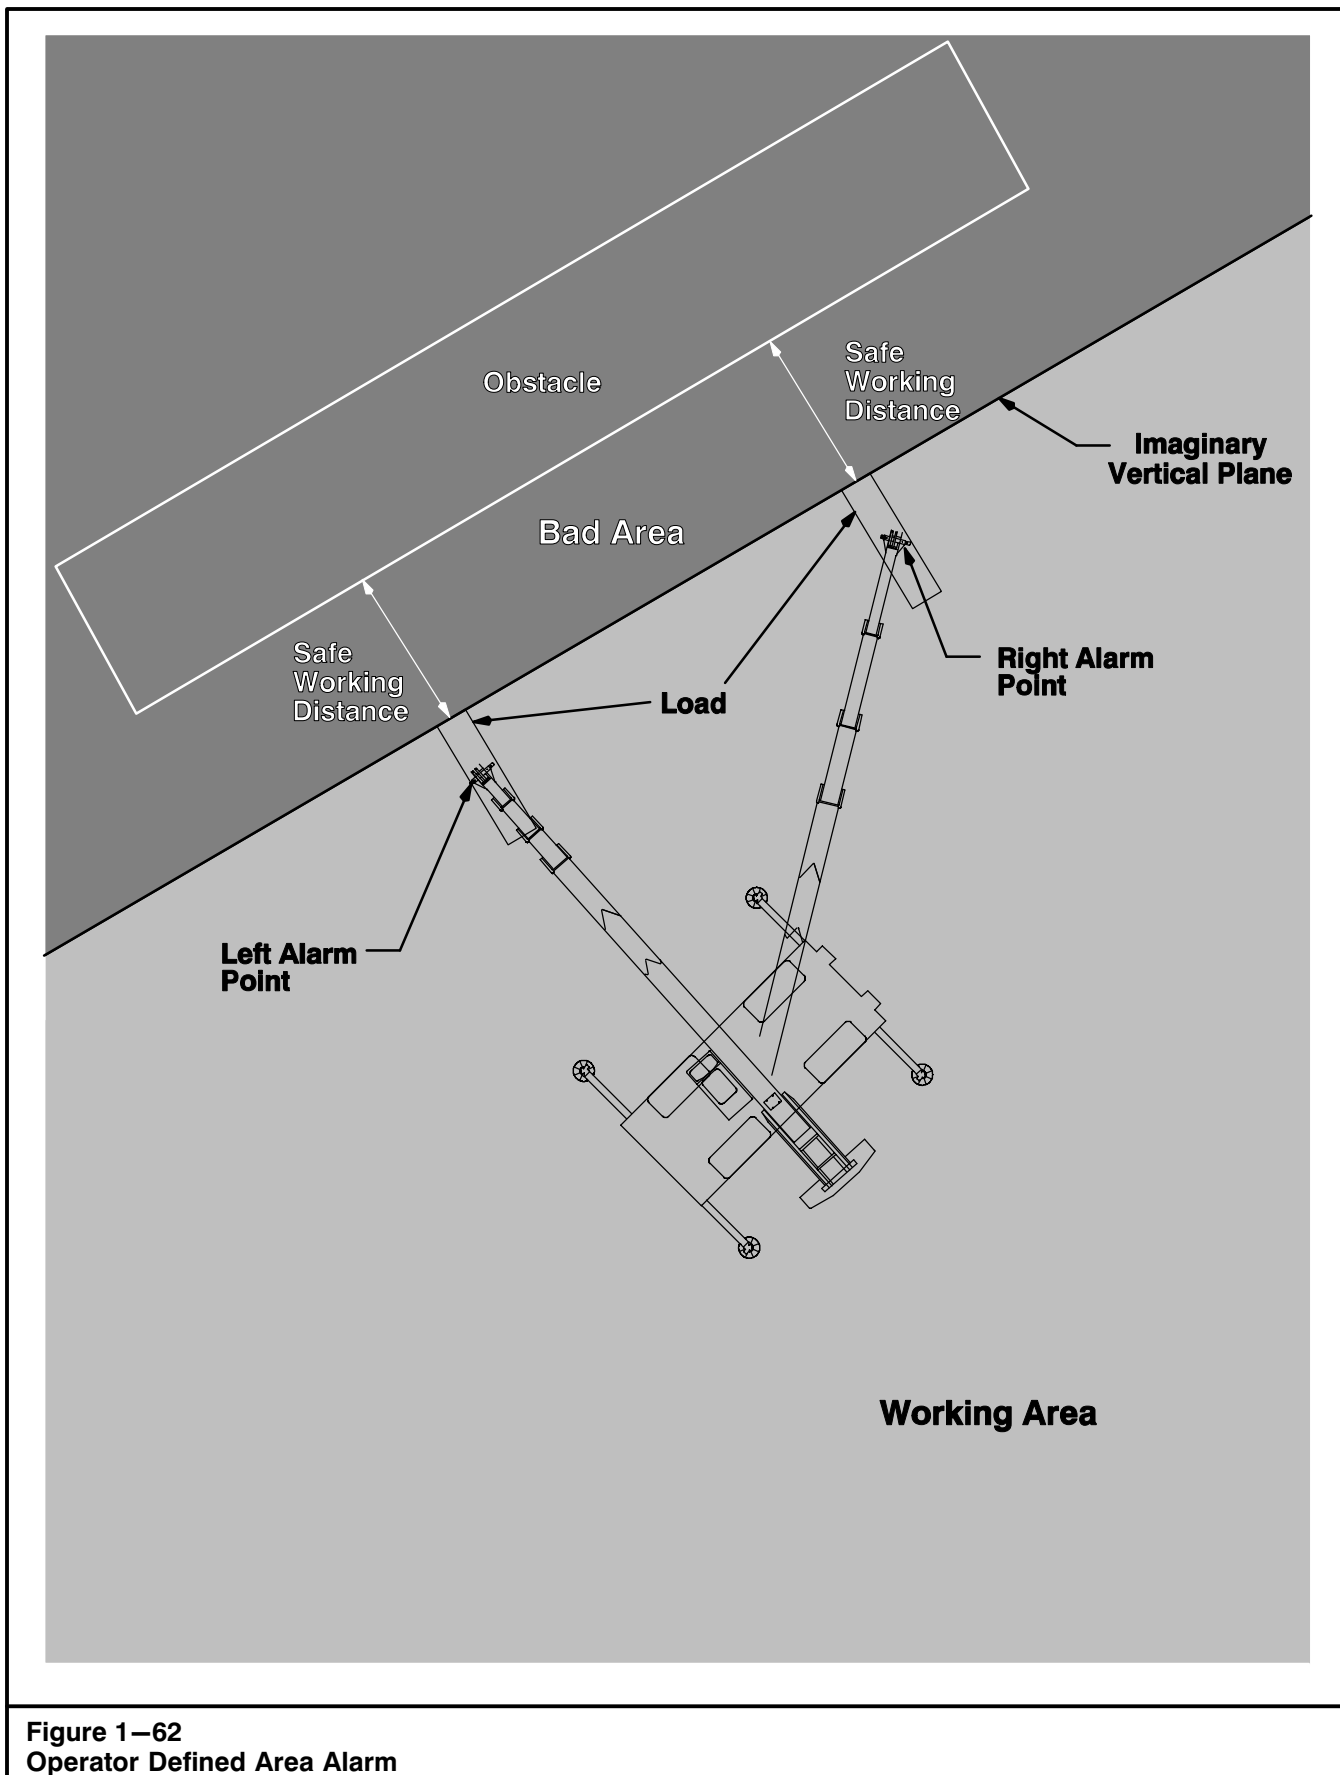 Safe
Working
Distance
Obstacle
Imaginary
Vertical Plane
Bad Area
Safe
Working
Distance
Right Alarm
Point
Load
Left Alarm
Point
Working Area
Figure 1—62
Operator Defined Area Alarm